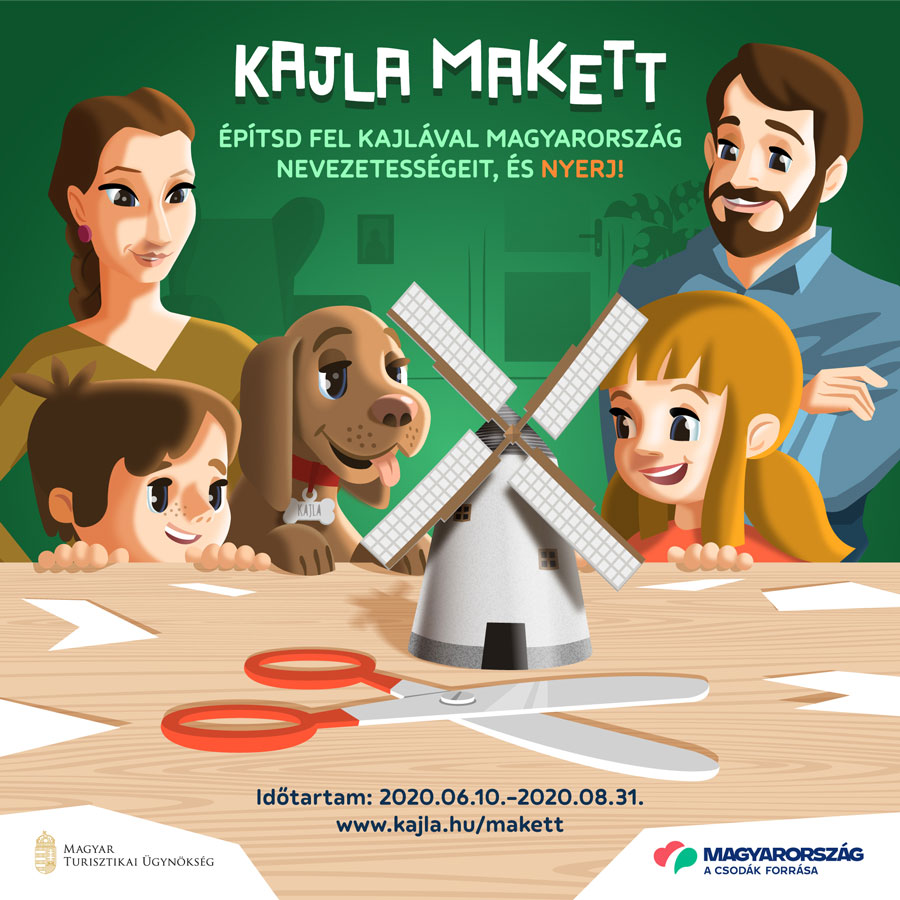 KAJLA MAKETT
ÉPÍTSD FEL KAJLÁVAL MAGYARORSZÁG
NEVEZETESSÉGEIT, ÉS NYERJ!
KAJLA
Időtartam: 2020.06.10.–2020.08.31.
www.kajla.hu/makett
MAGYAR
TURISZTIKAI ÜGYNÖKSÉG
MAGYARORSZÁG
A CSODÁK FORRÁSA